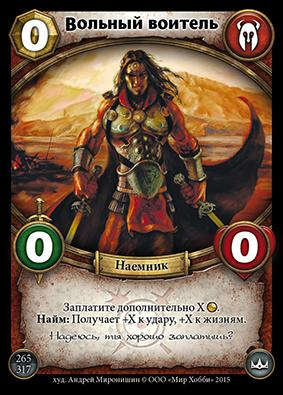 0
Вольный воитель
0
0
Наемник
Заплатите дополнительно X.
Найм: Получает +X к удару, +X к жизням.
Надеюсь, ты хорошо заплатишь?
265
317
худ. Андрей Миронишин © ООО «Мир Хобби» 2015